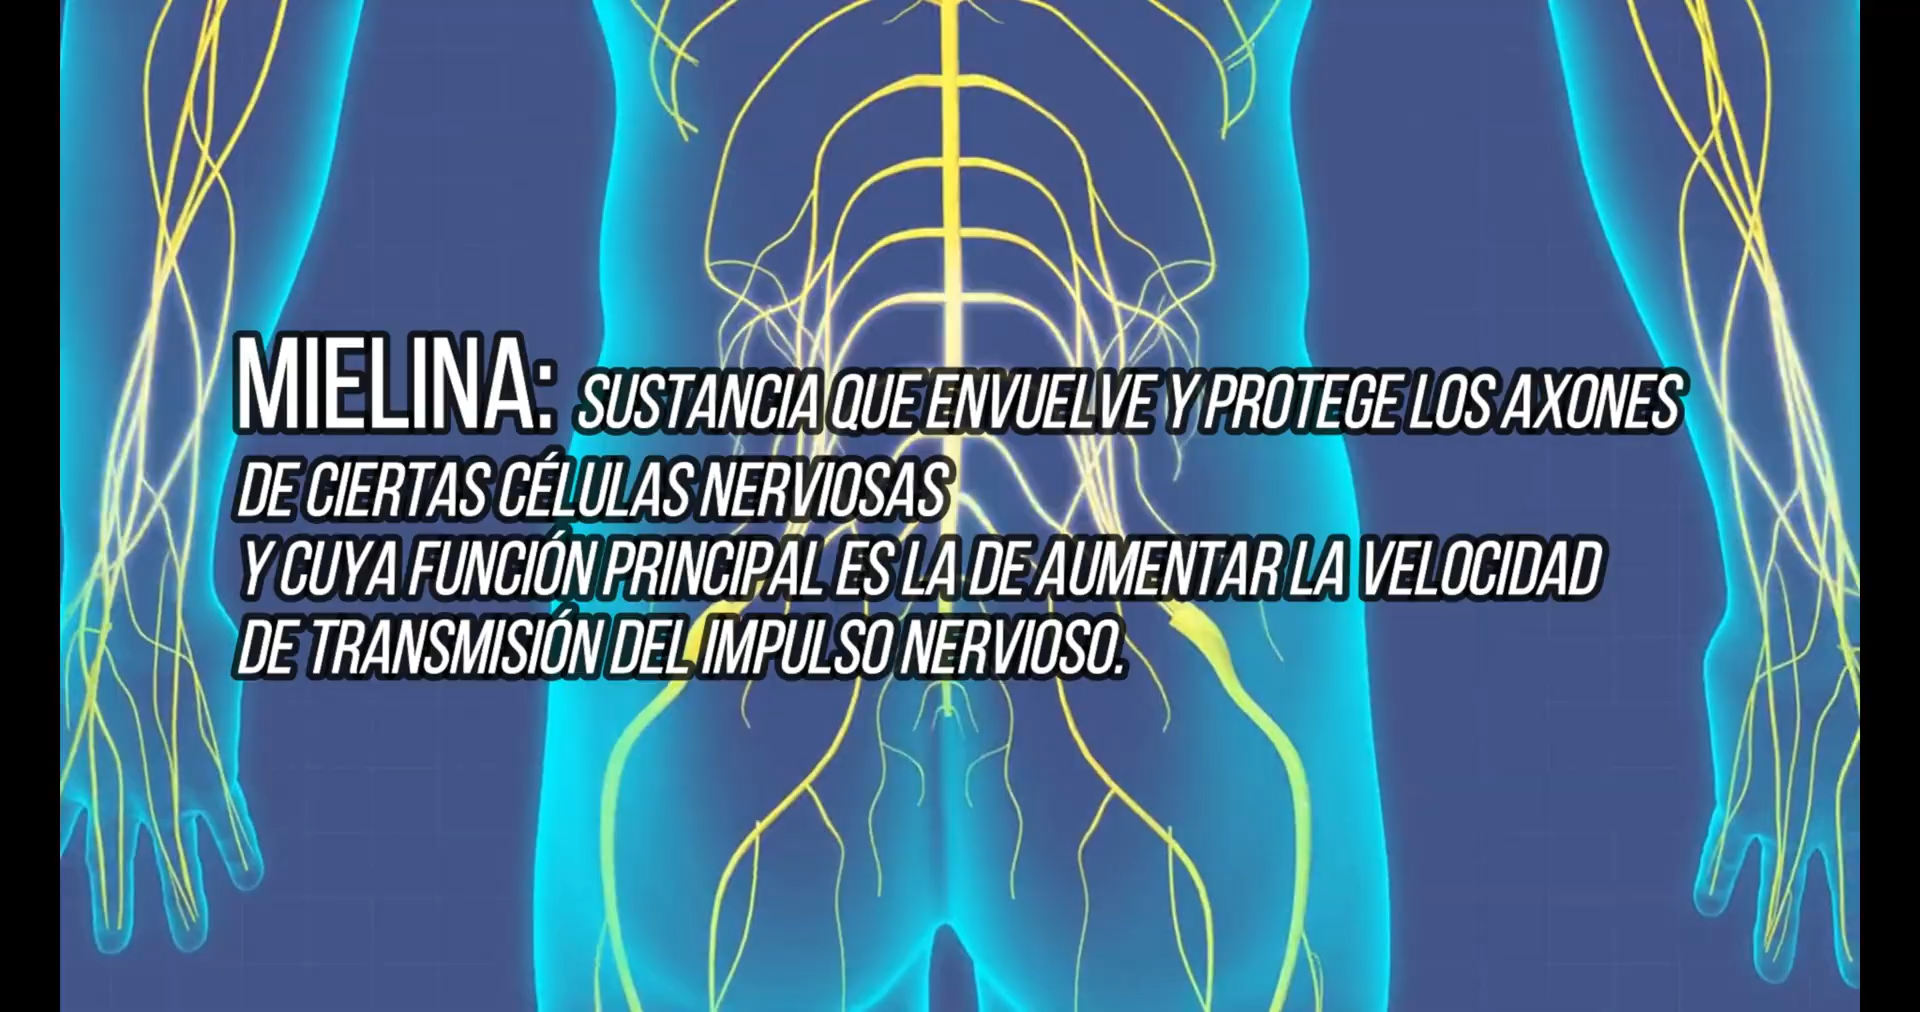 MIELINA: SUSTANCIA QUE ENVUELVE Y PROTEGE LOS AXONES
DE CIERTAS CÉLULAS NERVIOSAS
Y CUYA FUNCIÓN PRINCIPAL ES LA DE AUMENTAR LA VELOCIDAD
DE TRANSMISIÓN DEL IMPULSO NERVIOSO.